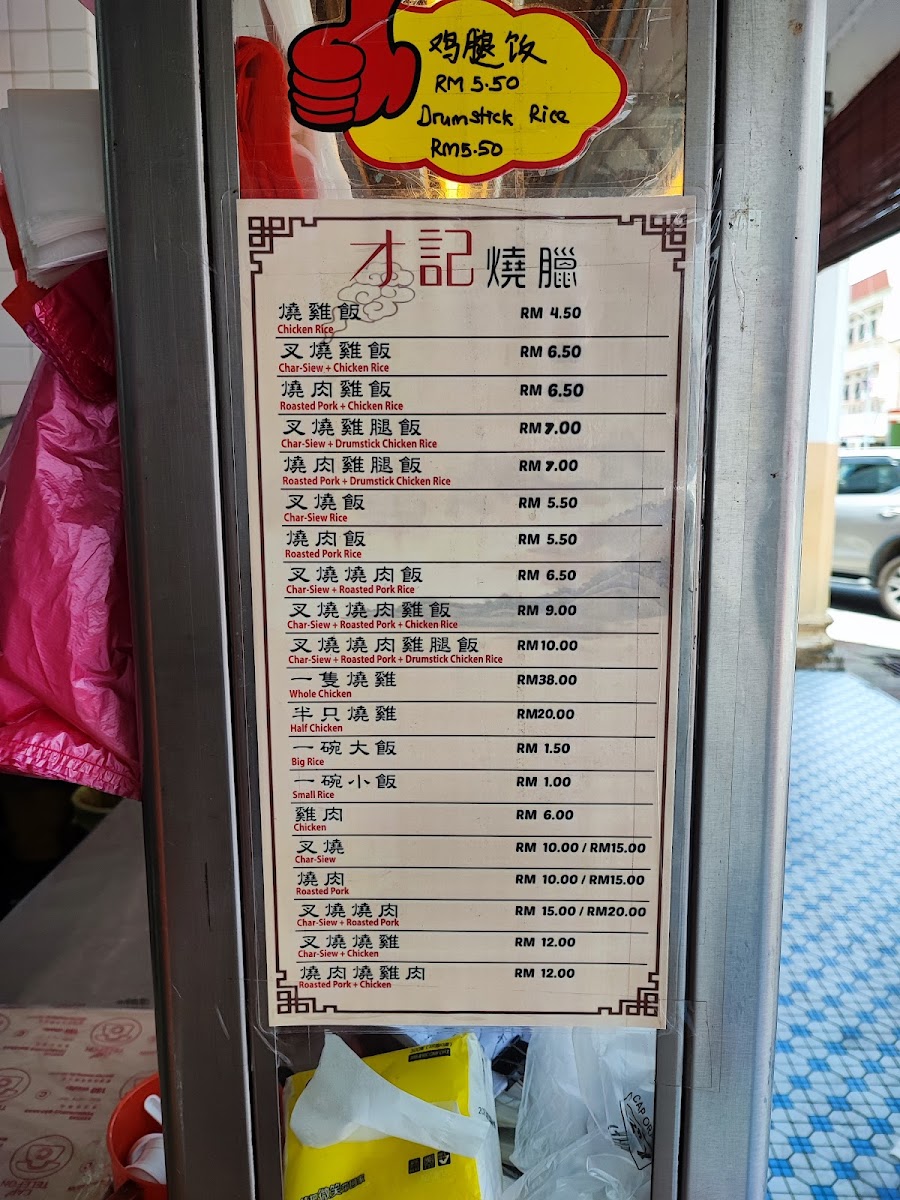 鸡腿饭
RM 5.50
Drumstick Rice
RM5.50
才記燒臘
燒雞飯 RM 4.50
Chicken Rice
叉燒雞飯 RM 6.50
Char-Siew + Chicken Rice
燒肉雞飯 RM 6.50
Roasted Pork + Chicken Rice
叉燒雞腿飯 RM 7.00
Char-Siew + Drumstick Chicken Rice
燒肉雞腿飯 RM 7.00
Roasted Pork + Drumstick Chicken Rice
叉燒飯 RM 5.50
Char-Siew Rice
燒肉飯 RM 5.50
Roasted Pork Rice
叉燒燒肉飯 RM 6.50
Char-Siew + Roasted Pork Rice
叉燒燒肉雞飯 RM 9.00
Char-Siew + Roasted Pork + Chicken Rice
叉燒燒肉雞腿飯 RM10.00
Char-Siew + Roasted Pork + Drumstick Chicken Rice
一隻燒雞 RM38.00
Whole Chicken
半只燒雞 RM20.00
Half Chicken
一碗大飯 RM 1.50
Big Rice
一碗小飯 RM 1.00
Small Rice
雞肉 RM 6.00
Chicken
叉燒 RM 10.00 / RM15.00
Char-Siew
燒肉 RM 10.00 / RM15.00
Roasted Pork
叉燒燒肉 RM 15.00 / RM20.00
Char-Siew + Roasted Pork
叉燒燒雞 RM 12.00
Char-Siew + Chicken
燒肉燒雞肉 RM 12.00
Roasted Pork + Chicken
CAP
TELEFON